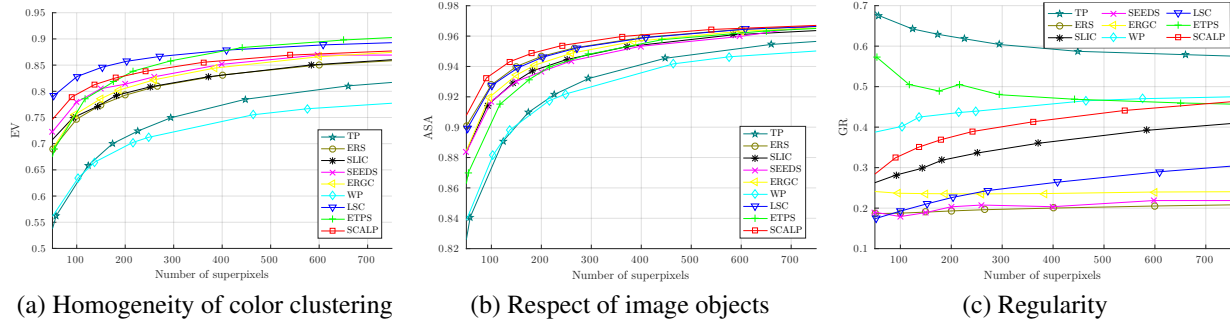 0.95
0.9
0.85
0.8
0.75
0.7
0.65
0.6
0.55
0.5
EV
100 200 300 400 500 600 700
Number of superpixels
TP
ERS
SLIC
SEEDS
ERGC
WP
LSC
ETPS
SCALP
(a) Homogeneity of color clustering
0.98
0.96
0.94
0.92
0.9
0.88
0.86
0.84
0.82
ASA
100 200 300 400 500 600 700
Number of superpixels
TP
ERS
SLIC
SEEDS
ERGC
WP
LSC
ETPS
SCALP
(b) Respect of image objects
0.7
0.6
0.5
0.4
0.3
0.2
0.1
GR
100 200 300 400 500 600 700
Number of superpixels
TP SEEDS LSC
ERS ERGC ETPS
SLIC WP SCALP
(c) Regularity